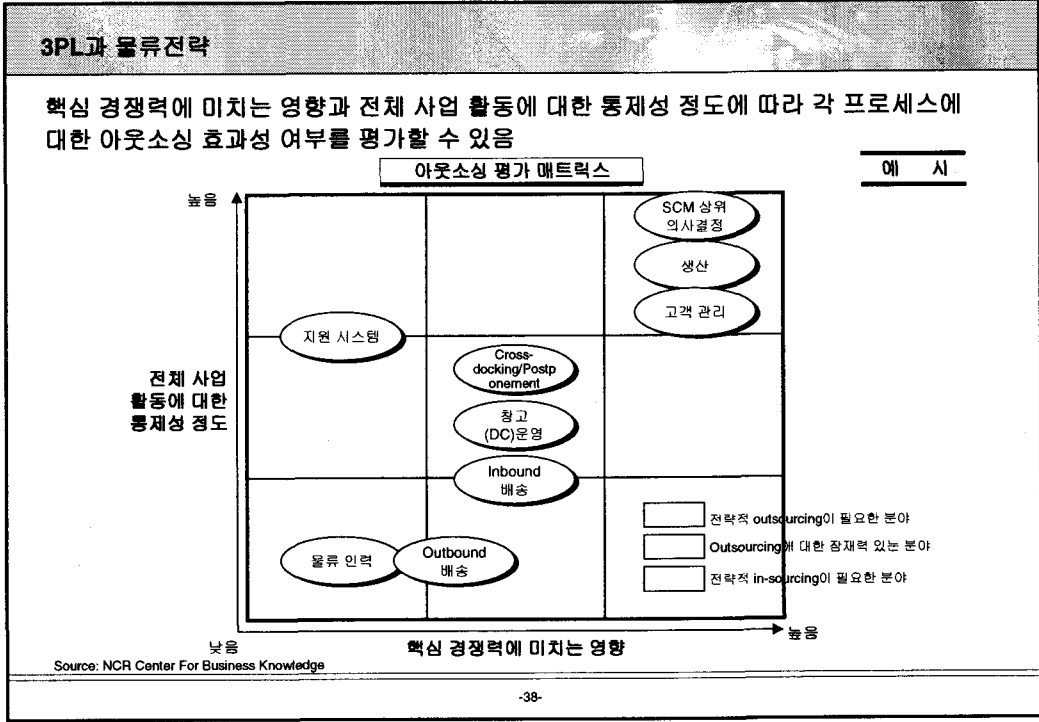 3PL과 물류전략
핵심 경쟁력에 미치는 영향과 전체 사업 활동에 대한 통제성 정도에 따라 각 프로세스에
대한 아웃소싱 효과성 여부를 평가할 수 있음
아웃소싱 평가 매트릭스
예 시
높음
SCM 상위
의사결정
생산
고객 관리
지원 시스템
Cross-
docking/Postp
onement
전체 사업
활동에 대한
통제성 정도
창고
(DC)운영
Inbound
배송
전략적 outsourcing이 필요한 분야
Outsourcing에 대한 잠재력 있는 분야
전략적 in-sourcing이 필요한 분야
물류 인력
Outbound
배송
낮음
핵심 경쟁력에 미치는 영향
높음
Source: NCR Center For Business Knowledge
-38-